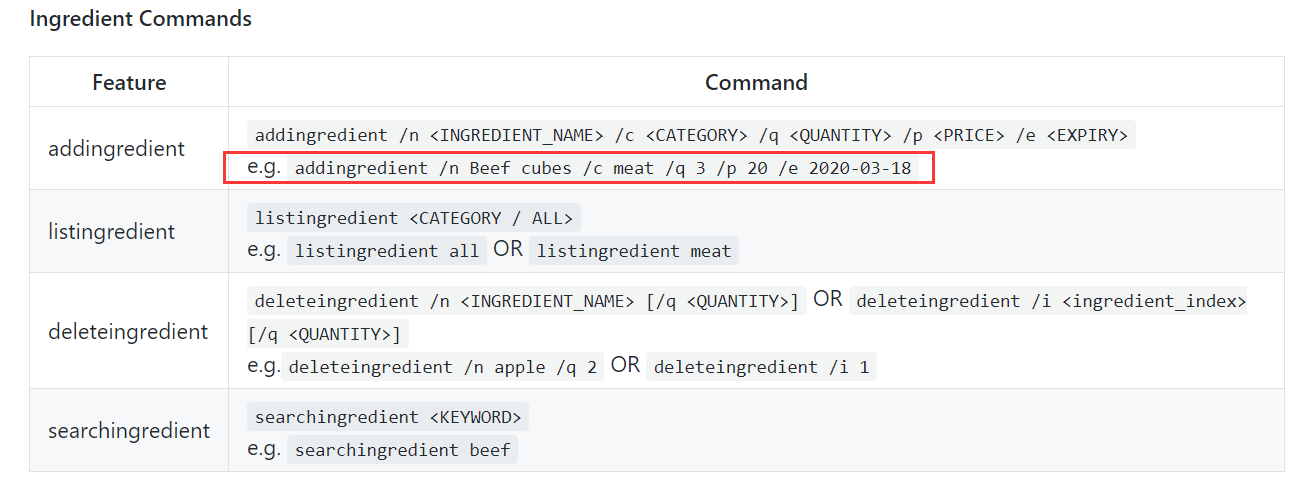 Ingredient Commands
Feature Command
addingredient
addingredient /n <INGREDIENT_NAME> /c <CATEGORY> /q <QUANTITY> /p <PRICE> /e <EXPIRY>
e.g. addingredient /n Beef cubes /c meat /q 3 /p 20 /e 2020-03-18
listingredient
listingredient <CATEGORY / ALL>
e.g. listingredient all OR listingredient meat
deleteingredient
deleteingredient /n <INGREDIENT_NAME> [/q <QUANTITY>] OR deleteingredient /i <ingredient_index>
[/q <QUANTITY>]
e.g. deleteingredient /n apple /q 2 OR deleteingredient /i 1
searchingredient
searchingredient <KEYWORD>
e.g. searchingredient beef